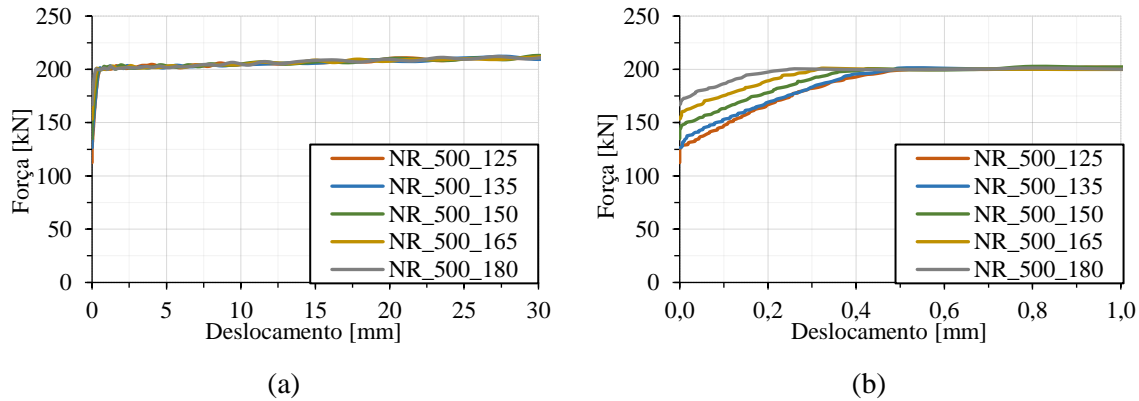 250
200
150
100
50
0
Força [kN]
NR_500_125
NR_500_135
NR_500_150
NR_500_165
NR_500_180
0 5 10 15 20 25 30
Deslocamento [mm]
(a)
250
200
150
100
50
0
Força [kN]
NR_500_125
NR_500_135
NR_500_150
NR_500_165
NR_500_180
0,0 0,2 0,4 0,6 0,8 1,0
Deslocamento [mm]
(b)